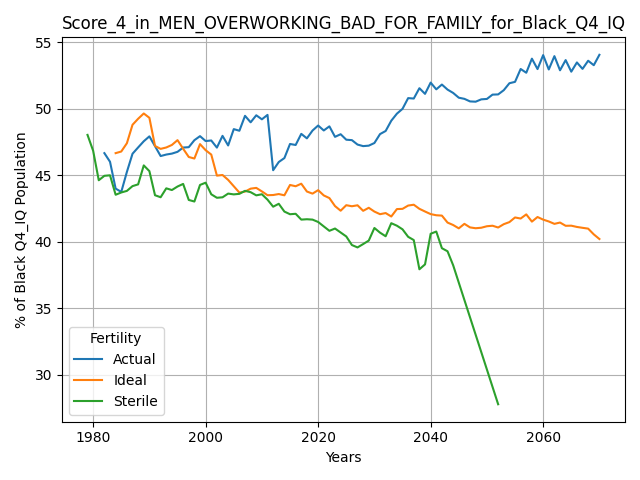 Score_4_in_MEN_OVERWORKING_BAD_FOR_FAMILY_for_Black_Q4_IQ
% of Black Q4_IQ Population
55
50
45
40
35
30
Fertility
Actual
Ideal
Sterile
1980 2000 2020 2040 2060
Years